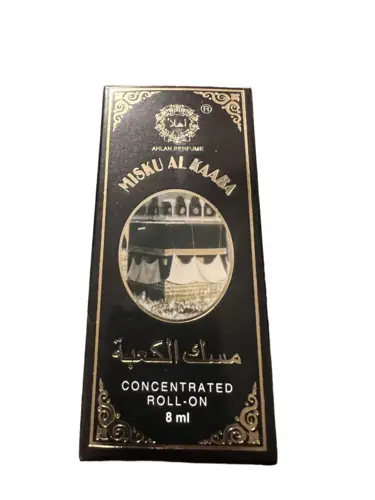 أهلاً
®
AHLAN PERFUME
MISKU AL KAABA
مسك الكعبة
CONCENTRATED
ROLL-ON
8 ml